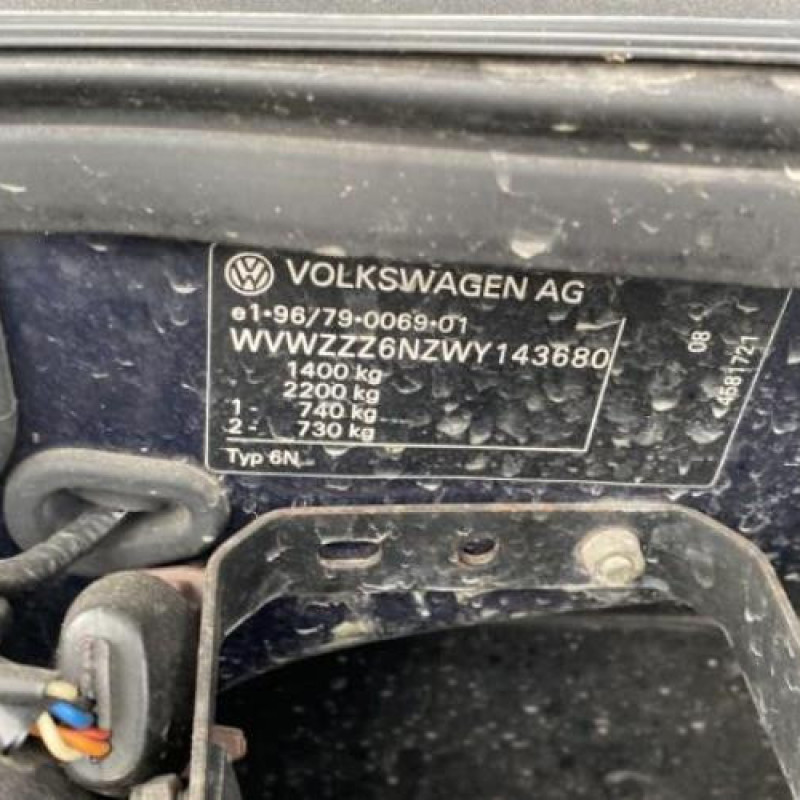 VOLKSWAGEN AG
e1*96/79*0069*01
WVWZZZ6NZWY143680
1400 kg
2200 kg
1- 740 kg
2- 730 kg
Typ 6N
08
4581721